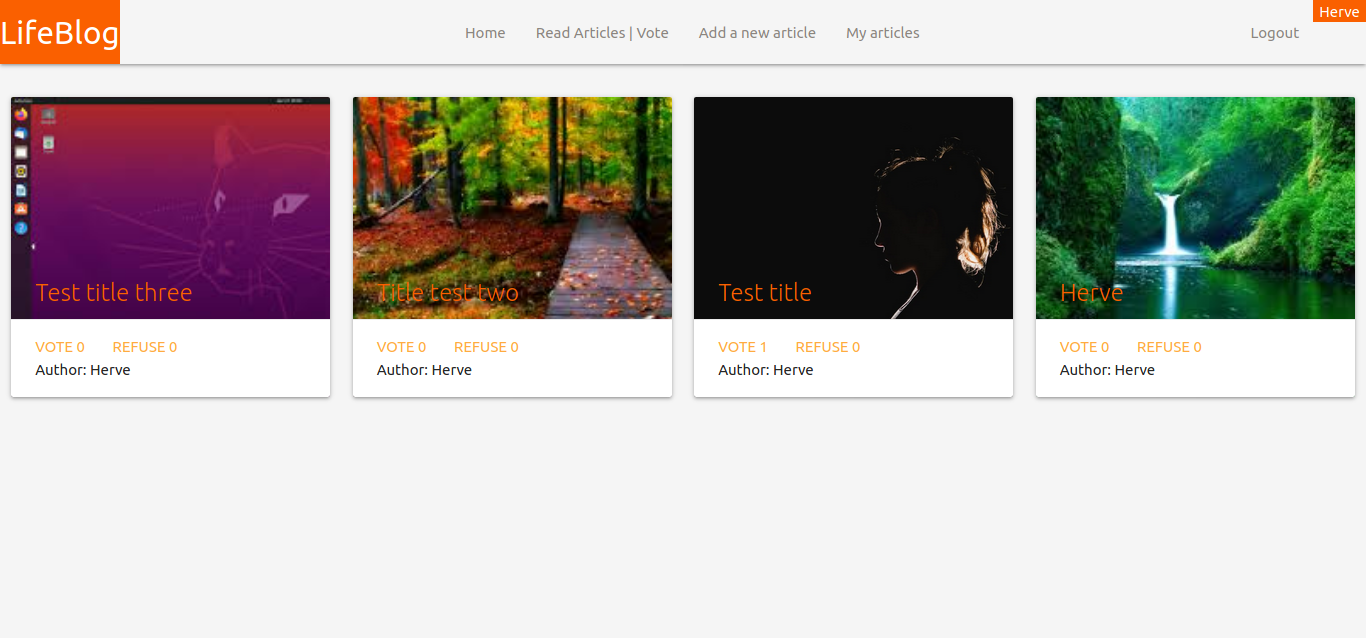 LifeBlog
Home
Read Articles | Vote
Add a new article
My articles
Logout
Herve
Test title three
VOTE 0 REFUSE 0
Author: Herve
Title test two
VOTE 0 REFUSE 0
Author: Herve
Test title
VOTE 1 REFUSE 0
Author: Herve
Herve
VOTE 0 REFUSE 0
Author: Herve